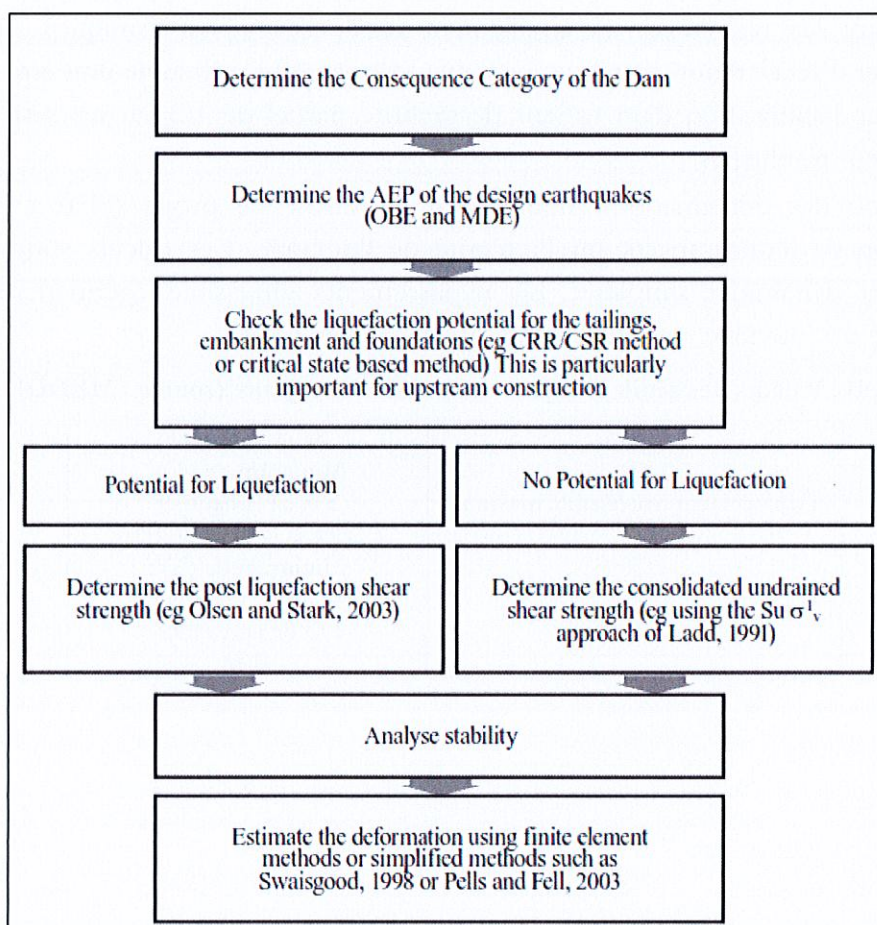 Determine the Consequence Category of the Dam
Determine the AEP of the design earthquakes
(OBE and MDE)
Check the liquefaction potential for the tailings,
embankment and foundations (eg CRR/CSR method
or critical state based method) This is particularly
important for upstream construction
Potential for Liquefaction
No Potential for Liquefaction
Determine the post liquefaction shear
strength (eg Olsen and Stark, 2003)
Determine the consolidated undrained
shear strength (eg using the Su σ¹ᵥ
approach of Ladd, 1991)
Analyse stability
Estimate the deformation using finite element
methods or simplified methods such as
Swaisgood, 1998 or Pells and Fell, 2003